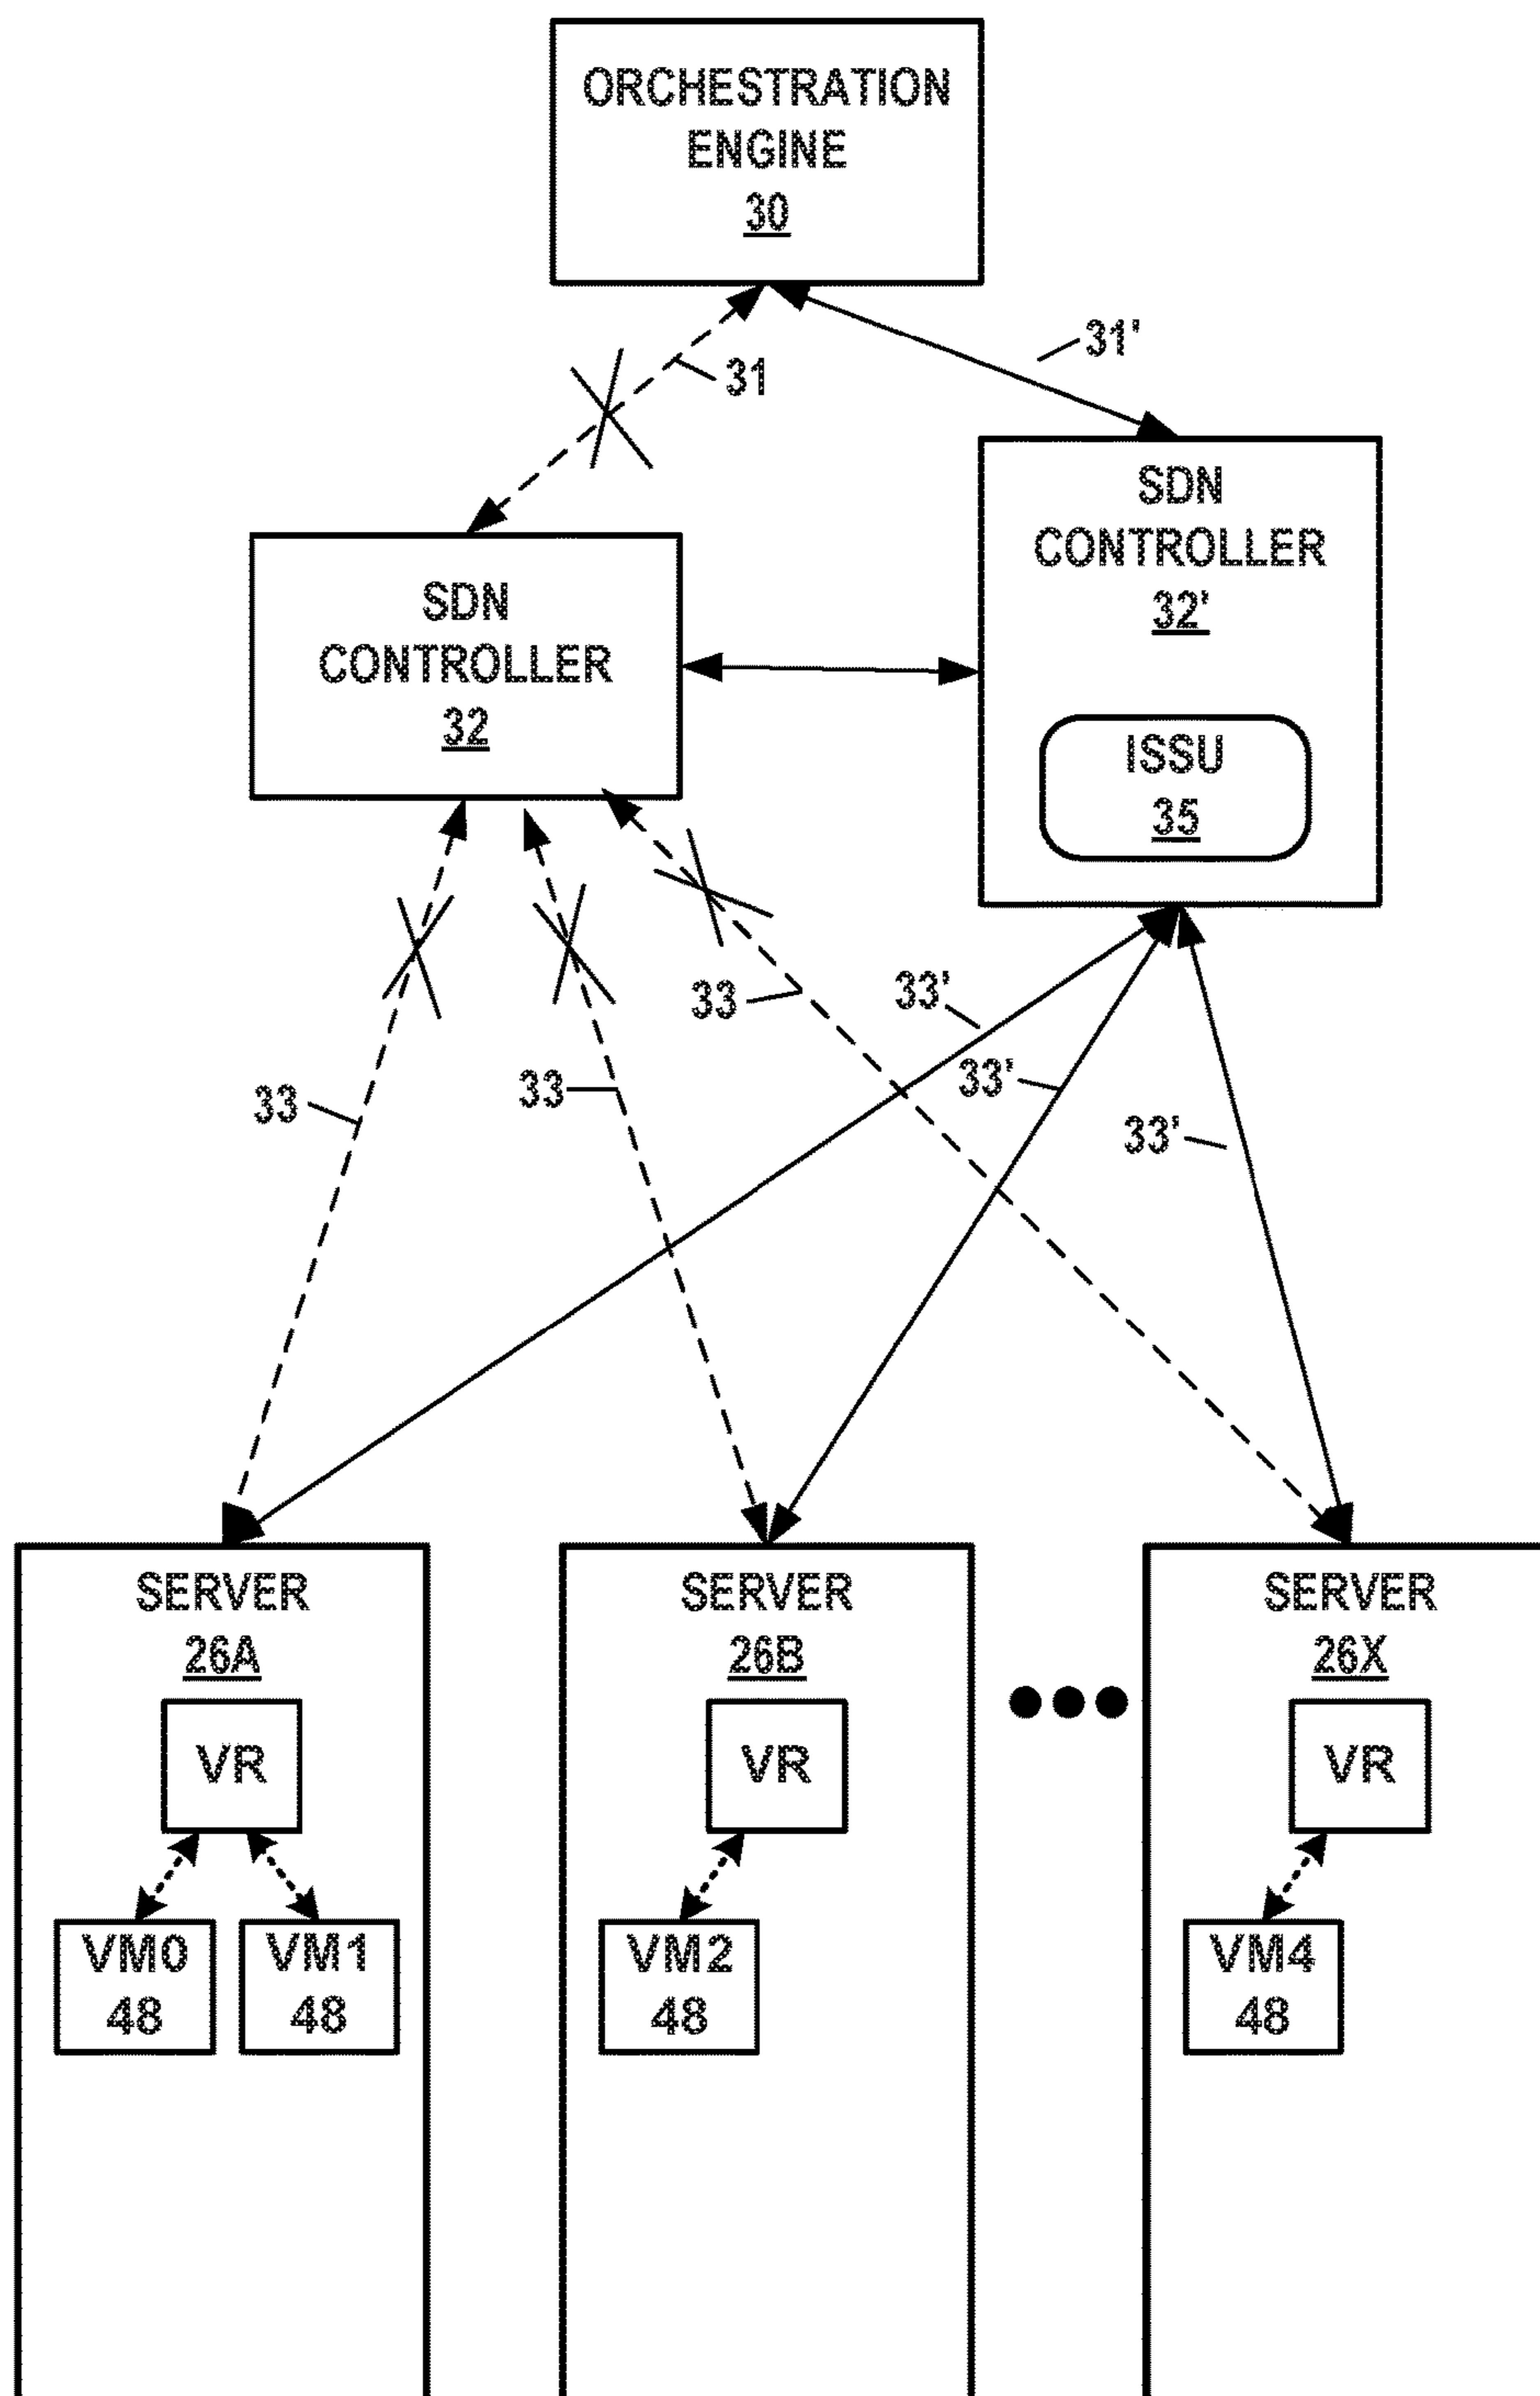 ORCHESTRATION
ENGINE
30
31'
31
SDN
CONTROLLER
32'
SDN
CONTROLLER
32
ISSU
35
33
33'
33'
33
33
33'
SERVER
26A
SERVER
26B
SERVER
26X
VR
VR
VR
VM0
48
VM1
48
VM2
48
VM4
48